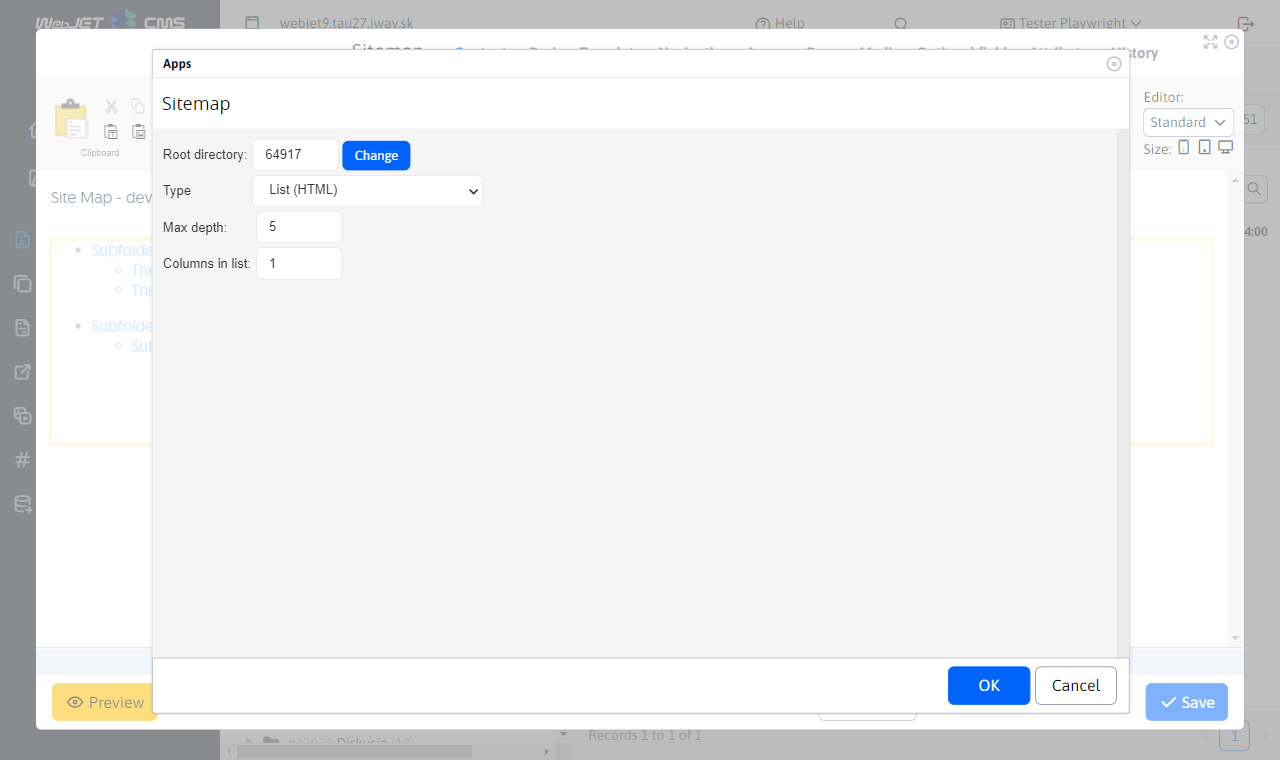 WebJET CMS
webjet9.tau27.iway.sk
Help
Tester Playwright
Apps
History
Sitemap
Editor:
Standard
51
Size:
Clipboard
Root directory: 64917 Change
Type List (HTML)
Site Map - dev
Max depth: 5
4:00
Subfolde
Columns in list: 1
The
The
Subfolde
Sub
OK
Cancel
Preview
Save
Records 1 to 1 of 1
1